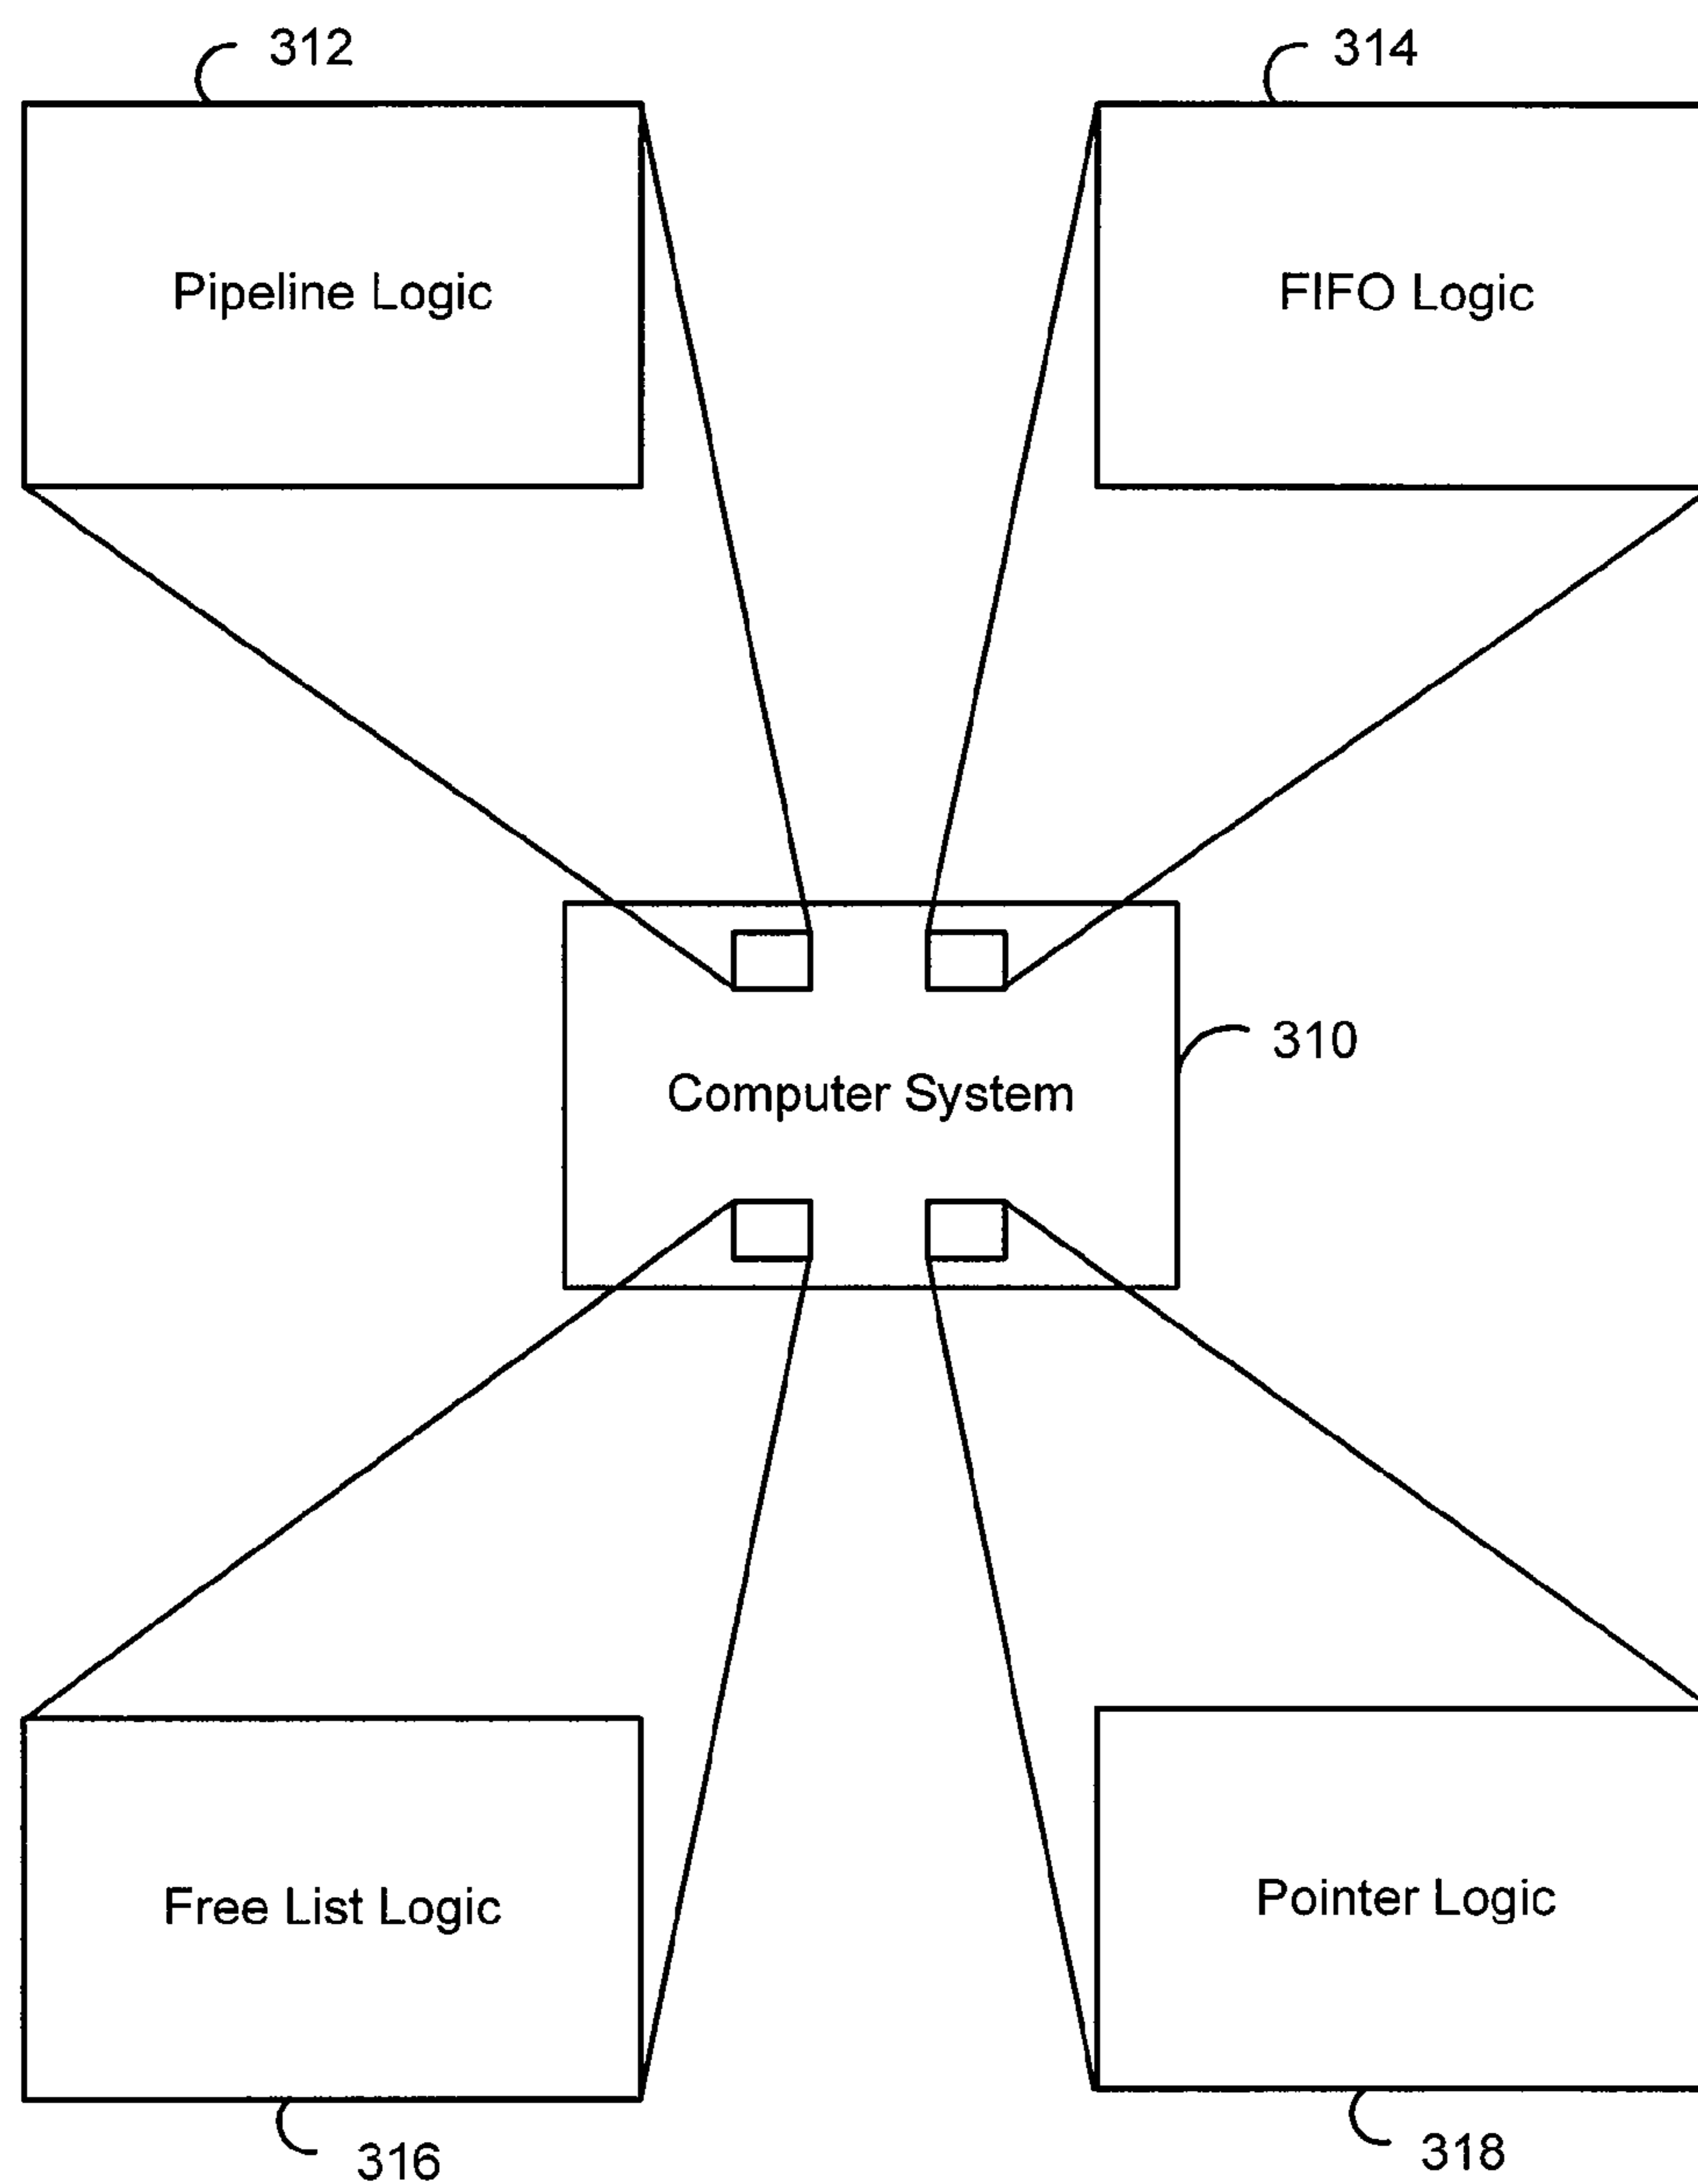 312
314
Pipeline Logic
FIFO Logic
310
Computer System
Free List Logic
Pointer Logic
316
318